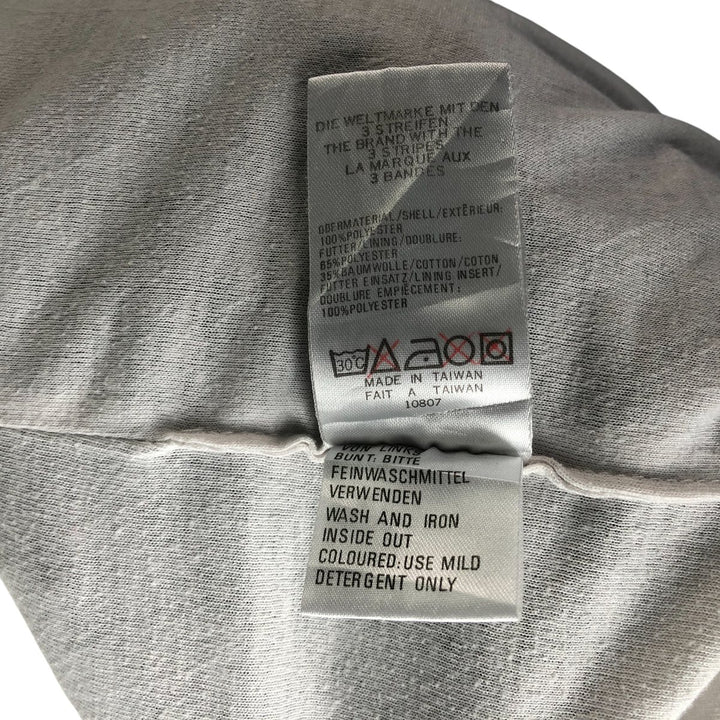 DIE WELTMARKE MIT DEN
3 STREIFEN
THE BRAND WITH THE
3 STRIPES
LA MARQUE AUX
3 BANDES
OBERMATERIAL/SHELL/EXTÉRIEUR:
100%POLYESTER
FUTTER/LINING/DOUBLURE:
65%POLYESTER
35%BAUMWOLLE/COTTON/COTON
FUTTER EINSATZ/LINING INSERT/
DOUBLURE EMPIÈCEMENT:
100%POLYESTER
30°C
MADE IN TAIWAN
FAIT A TAIWAN
10807
VON LINKS
BUNT: BITTE
FEINWASCHMITTEL
VERWENDEN
WASH AND IRON
INSIDE OUT
COLOURED:USE MILD
DETERGENT ONLY